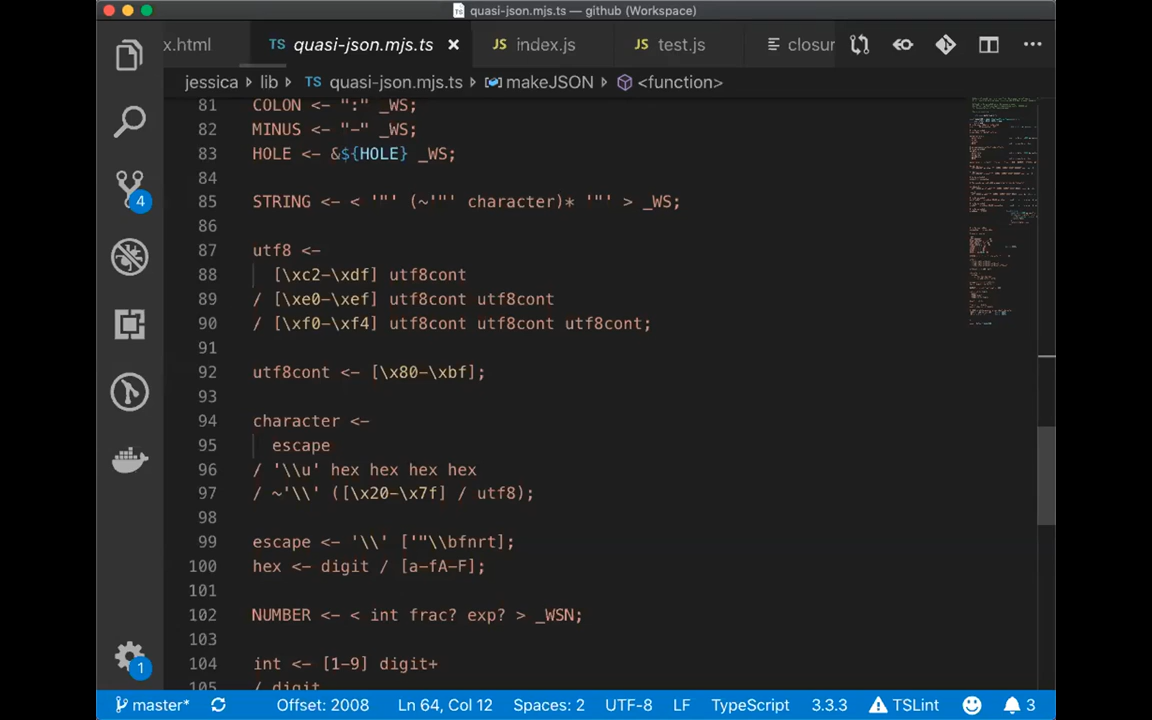 quasi-json.mjs.ts — github (Workspace)
x.html TS quasi-json.mjs.ts × JS index.js JS test.js closur ...
jessica > lib > TS quasi-json.mjs.ts > makeJSON > <function>
81 COLON <- ":" _WS;
82 MINUS <- "-" _WS;
83 HOLE <- &${HOLE} _WS;
84
85 STRING <- < '"' (~'"' character)* '"' > _WS;
86
87 utf8 <-
88 [\xc2-\xdf] utf8cont
89 / [\xe0-\xef] utf8cont utf8cont
90 / [\xf0-\xf4] utf8cont utf8cont utf8cont;
91
92 utf8cont <- [\x80-\xbf];
93
94 character <-
95 escape
96 / '\\u' hex hex hex hex
97 / ~'\\' ([\x20-\x7f] / utf8);
98
99 escape <- '\\' ['"\\bfnrt];
100 hex <- digit / [a-fA-F];
101
102 NUMBER <- < int frac? exp? > _WSN;
103
104 int <- [1-9] digit+
105 / digit
4
1
master* Offset: 2008 Ln 64, Col 12 Spaces: 2 UTF-8 LF TypeScript 3.3.3 TSLint 3